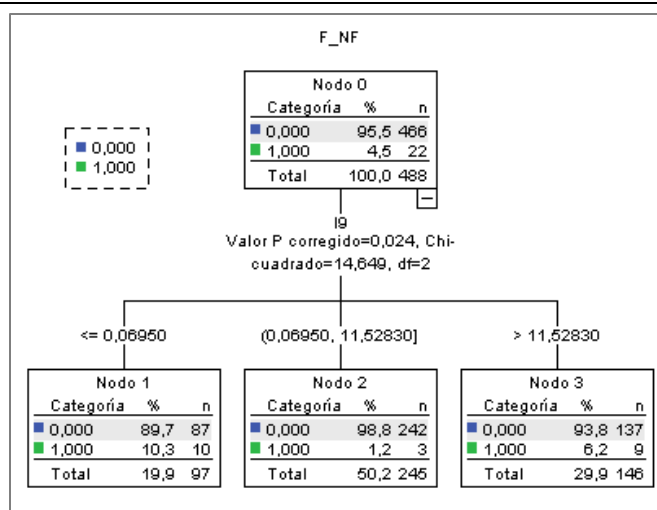 F_NF
Nodo 0
Categoría % n
0,000 95,5 466
1,000 4,5 22
Total 100,0 488
0,000
1,000
I9
Valor P corregido=0,024, Chi-
cuadrado=14,649, df=2
<= 0,06950
(0,06950, 11,52830]
> 11,52830
Nodo 1
Categoría % n
0,000 89,7 87
1,000 10,3 10
Total 19,9 97
Nodo 2
Categoría % n
0,000 98,8 242
1,000 1,2 3
Total 50,2 245
Nodo 3
Categoría % n
0,000 93,8 137
1,000 6,2 9
Total 29,9 146